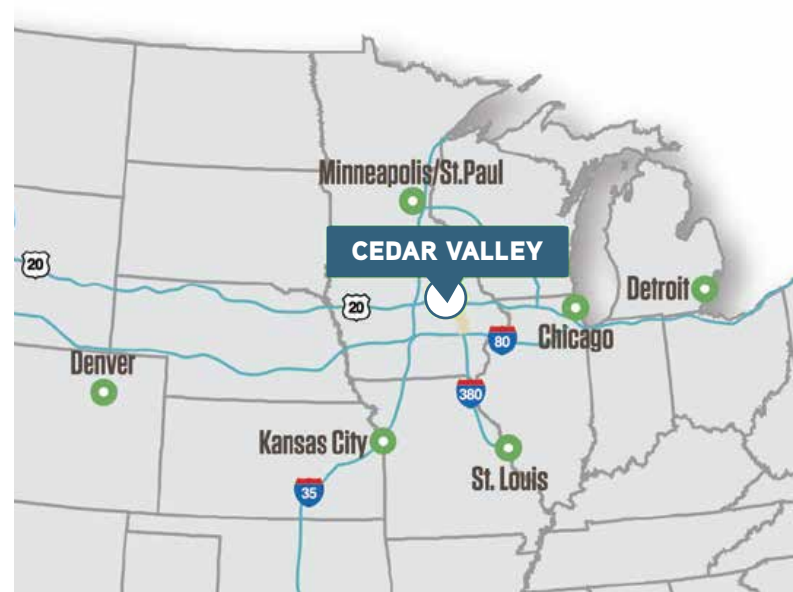 Minneapolis/St.Paul
CEDAR VALLEY
20
Detroit
20
Chicago
80
Denver
380
Kansas City
St. Louis
35